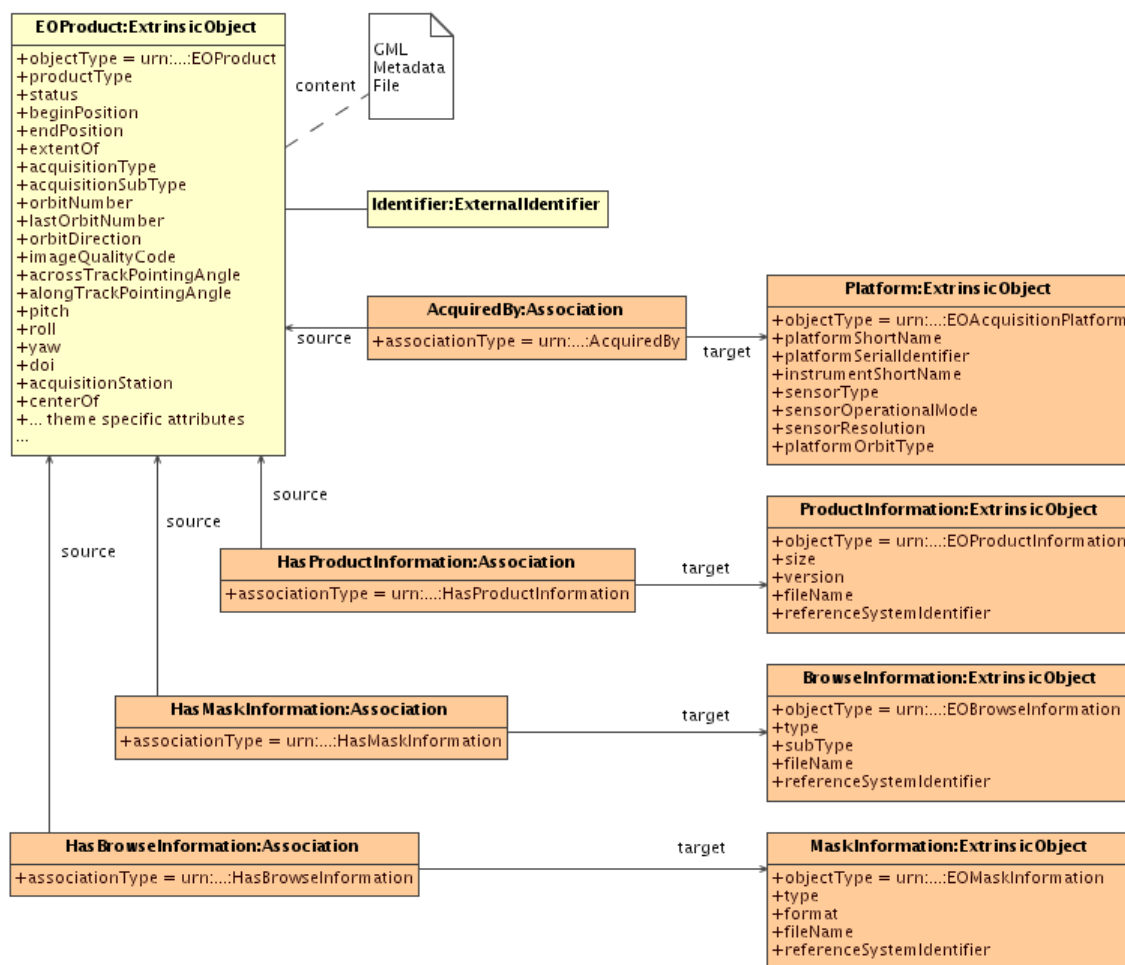 EOProduct:ExtrinsicObject
+objectType = urn:...:EOProduct
+productType
+status
+beginPosition
+endPosition
+extentOf
+acquisitionType
+acquisitionSubType
+orbitNumber
+lastOrbitNumber
+orbitDirection
+imageQualityCode
+acrossTrackPointingAngle
+alongTrackPointingAngle
+pitch
+roll
+yaw
+doi
+acquisitionStation
+centerOf
+... theme specific attributes
...
content
GML
Metadata
File
Identifier:ExternalIdentifier
AcquiredBy:Association
+associationType = urn:...:AcquiredBy
source
target
Platform:ExtrinsicObject
+objectType = urn:...:EOAcquisitionPlatform
+platformShortName
+platformSerialIdentifier
+instrumentShortName
+sensorType
+sensorOperationalMode
+sensorResolution
+platformOrbitType
source
source
source
HasProductInformation:Association
+associationType = urn:...:HasProductInformation
target
ProductInformation:ExtrinsicObject
+objectType = urn:...:EOProductInformation
+size
+version
+fileName
+referenceSystemIdentifier
HasMaskInformation:Association
+associationType = urn:...:HasMaskInformation
target
BrowseInformation:ExtrinsicObject
+objectType = urn:...:EOBrowseInformation
+type
+subType
+fileName
+referenceSystemIdentifier
HasBrowseInformation:Association
+associationType = urn:...:HasBrowseInformation
target
MaskInformation:ExtrinsicObject
+objectType = urn:...:EOMaskInformation
+type
+format
+fileName
+referenceSystemIdentifier